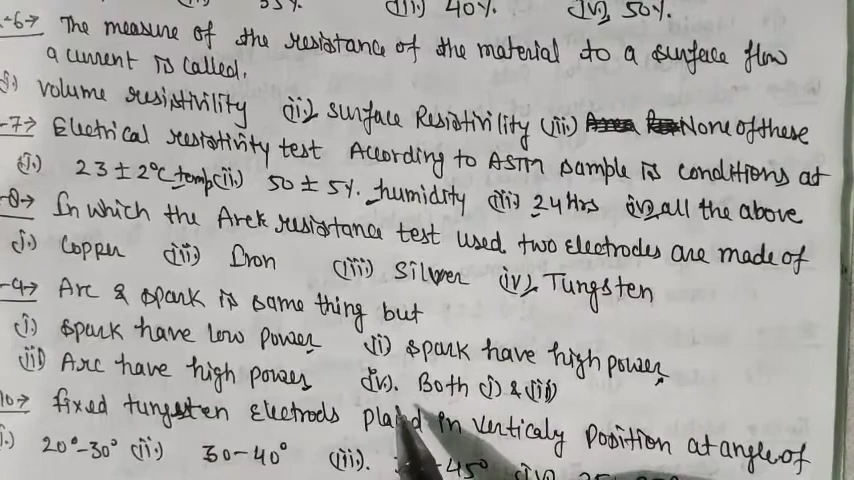 35%. (iii) 40%. (iv) 50%.
-6→ The measure of the resistance of the material to a surface flow
a current is called.
(i) volume resistivility (ii) Surface Resistivility (iii) None of these
-7→ Electrical resistivity test According to ASTM sample is conditions at
(i). 23 ± 2°C temp (ii) 50 ± 5%. humidity (iii) 24 Hrs (iv) all the above
-8→ In which the Arck resistance test used two electrodes are made of
(i) Copper (ii) Iron (iii) Silver (iv) Tungsten
-9→ Arc & spark is same thing but
(i) spark have low power (ii) spark have high power
(iii) Arc have high power (iv). Both (i) & (iii)
10→ fixed tungsten Electrods in verticaly position at angle of
(i.) 20°-30° (ii) 30-40° (iii). -45° (iv)